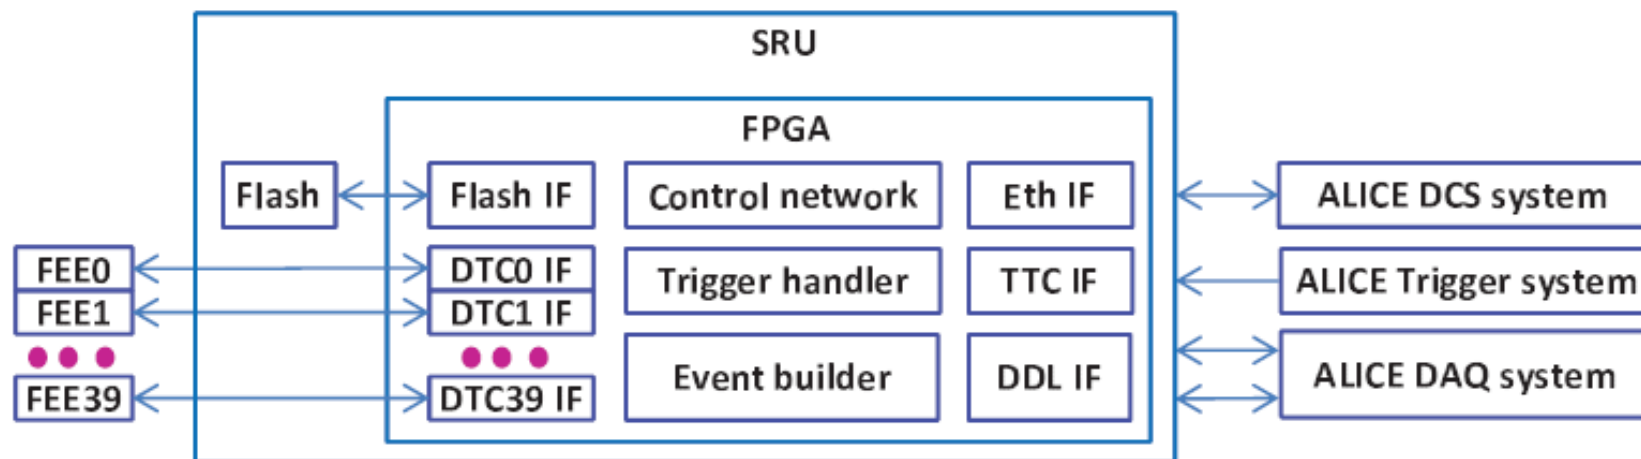 SRU
FPGA
Flash
Flash IF
Control network
Eth IF
ALICE DCS system
FEE0
DTC0 IF
Trigger handler
TTC IF
ALICE Trigger system
FEE1
DTC1 IF
Event builder
DDL IF
ALICE DAQ system
FEE39
DTC39 IF